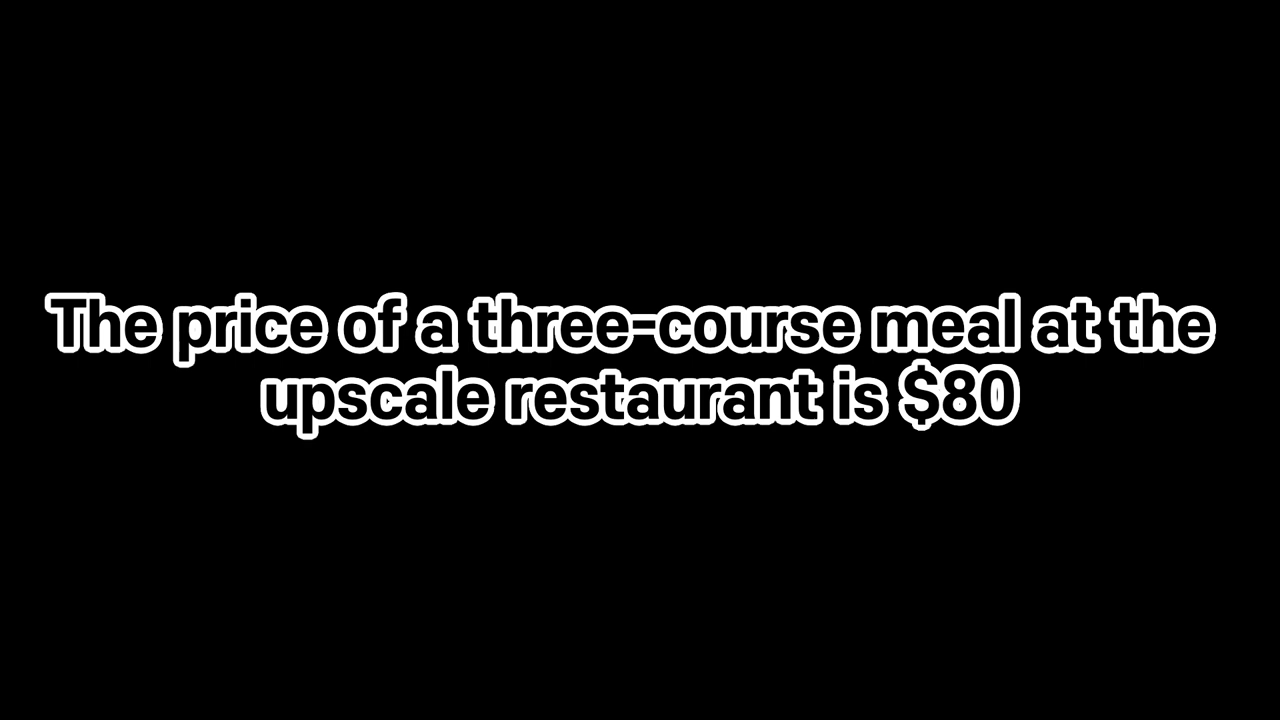 The price of a three-course meal at the
upscale restaurant is $80